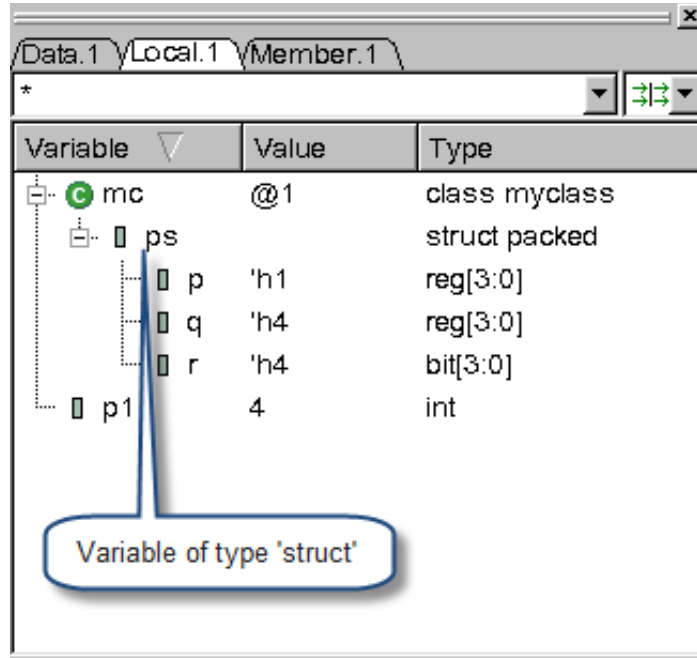 Data.1 Local.1 Member.1
*
Variable Value Type
mc @1 class myclass
ps struct packed
p 'h1 reg[3:0]
q 'h4 reg[3:0]
r 'h4 bit[3:0]
p1 4 int
Variable of type 'struct'